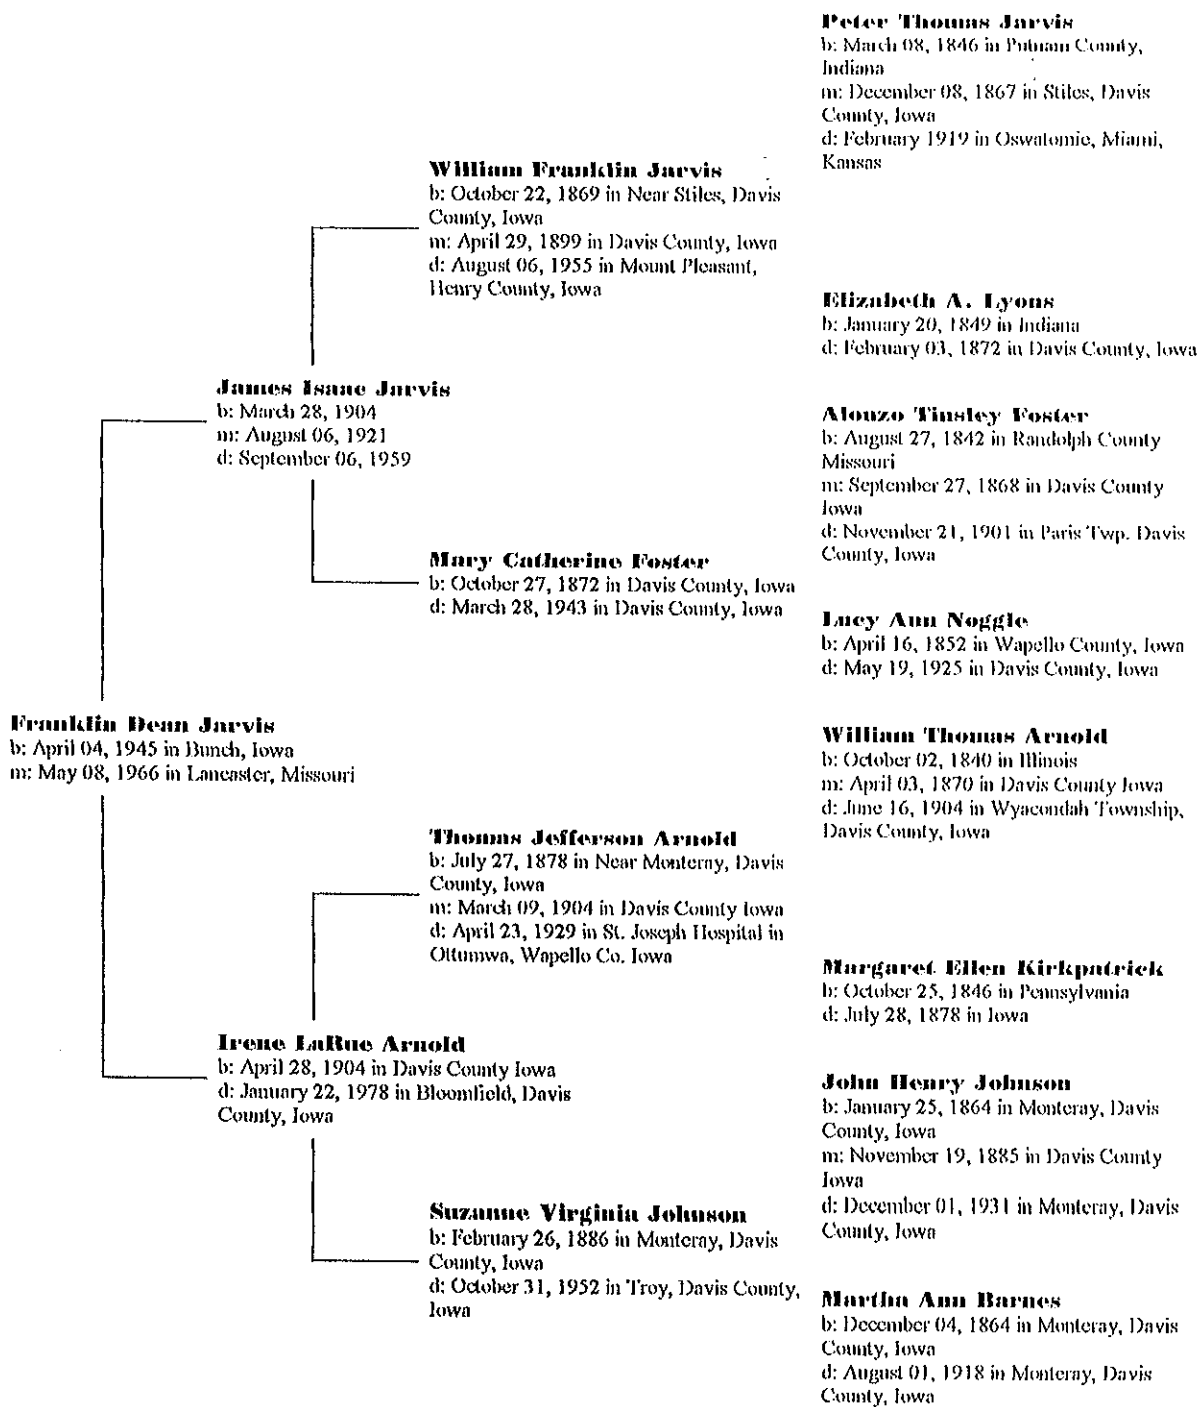 Peter Thomas Jarvis
b: March 08, 1846 in Putnam County,
Indiana
m: December 08, 1867 in Stiles, Davis
County, Iowa
d: February 1919 in Oswatomie, Miami,
Kansas
William Franklin Jarvis
b: October 22, 1869 in Near Stiles, Davis
County, Iowa
m: April 29, 1899 in Davis County, Iowa
d: August 06, 1955 in Mount Pleasant,
Henry County, Iowa
Elizabeth A. Lyons
b: January 20, 1849 in Indiana
d: February 03, 1872 in Davis County, Iowa
James Isaac Jarvis
b: March 28, 1904
m: August 06, 1921
d: September 06, 1959
Alonzo Tinsley Foster
b: August 27, 1842 in Randolph County
Missouri
m: September 27, 1868 in Davis County
Iowa
d: November 21, 1901 in Paris Twp. Davis
County, Iowa
Mary Catherine Foster
b: October 27, 1872 in Davis County, Iowa
d: March 28, 1943 in Davis County, Iowa
Lucy Ann Noggle
b: April 16, 1852 in Wapello County, Iowa
d: May 19, 1925 in Davis County, Iowa
Franklin Dean Jarvis
b: April 04, 1945 in Bunch, Iowa
m: May 08, 1966 in Lancaster, Missouri
William Thomas Arnold
b: October 02, 1840 in Illinois
m: April 03, 1870 in Davis County Iowa
d: June 16, 1904 in Wyacondah Township,
Davis County, Iowa
Thomas Jefferson Arnold
b: July 27, 1878 in Near Monteray, Davis
County, Iowa
m: March 09, 1904 in Davis County Iowa
d: April 23, 1929 in St. Joseph Hospital in
Ottumwa, Wapello Co. Iowa
Margaret Ellen Kirkpatrick
b: October 25, 1846 in Pennsylvania
d: July 28, 1878 in Iowa
Irene LaRue Arnold
b: April 28, 1904 in Davis County Iowa
d: January 22, 1978 in Bloomfield, Davis
County, Iowa
John Henry Johnson
b: January 25, 1864 in Monteray, Davis
County, Iowa
m: November 19, 1885 in Davis County
Iowa
d: December 01, 1931 in Monteray, Davis
County, Iowa
Suzanne Virginia Johnson
b: February 26, 1886 in Monteray, Davis
County, Iowa
d: October 31, 1952 in Troy, Davis County,
Iowa
Martha Ann Barnes
b: December 04, 1864 in Monteray, Davis
County, Iowa
d: August 01, 1918 in Monteray, Davis
County, Iowa